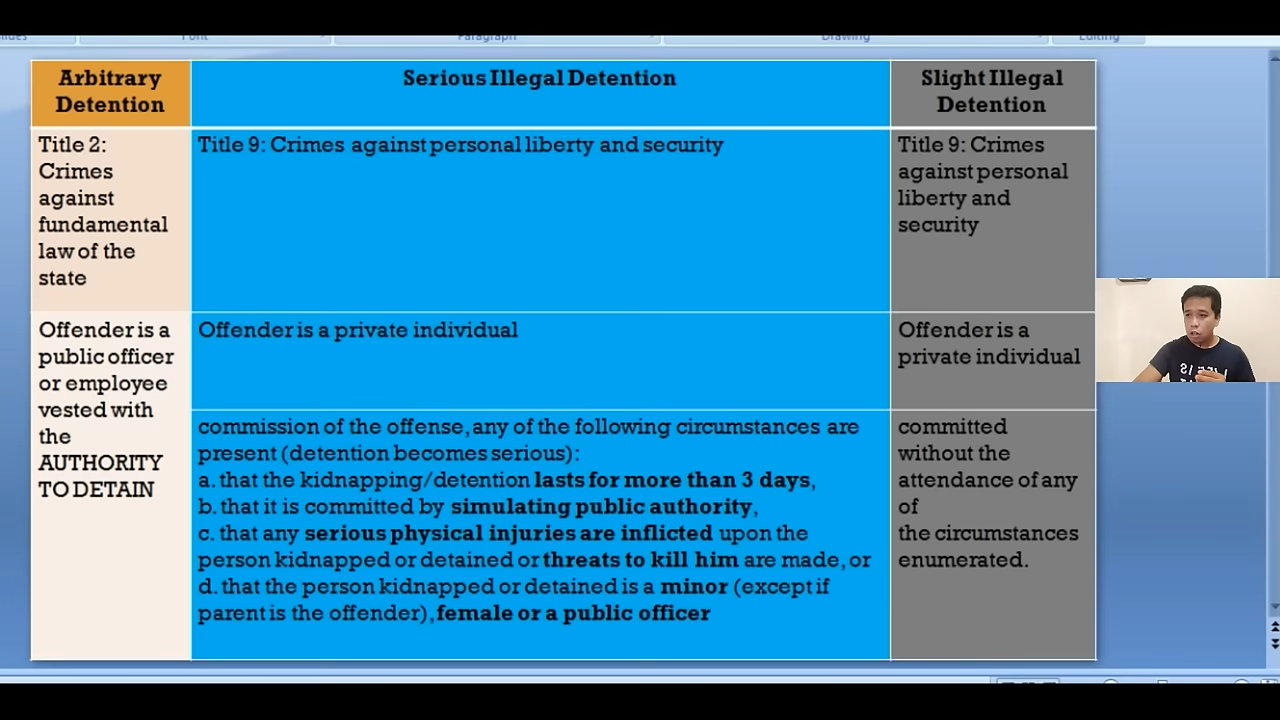 Font
Paragraph
Drawing
Editing
Arbitrary
Detention
Serious Illegal Detention
Slight Illegal
Detention
Title 2:
Crimes
against
fundamental
law of the
state
Title 9: Crimes against personal liberty and security
Title 9: Crimes
against personal
liberty and
security
Offender is a
public officer
or employee
vested with
the
AUTHORITY
TO DETAIN
Offender is a private individual
Offender is a
private individual
commission of the offense, any of the following circumstances are
present (detention becomes serious):
a. that the kidnapping/detention lasts for more than 3 days,
b. that it is committed by simulating public authority,
c. that any serious physical injuries are inflicted upon the
person kidnapped or detained or threats to kill him are made, or
d. that the person kidnapped or detained is a minor (except if
parent is the offender), female or a public officer
committed
without the
attendance of any
of
the circumstances
enumerated.